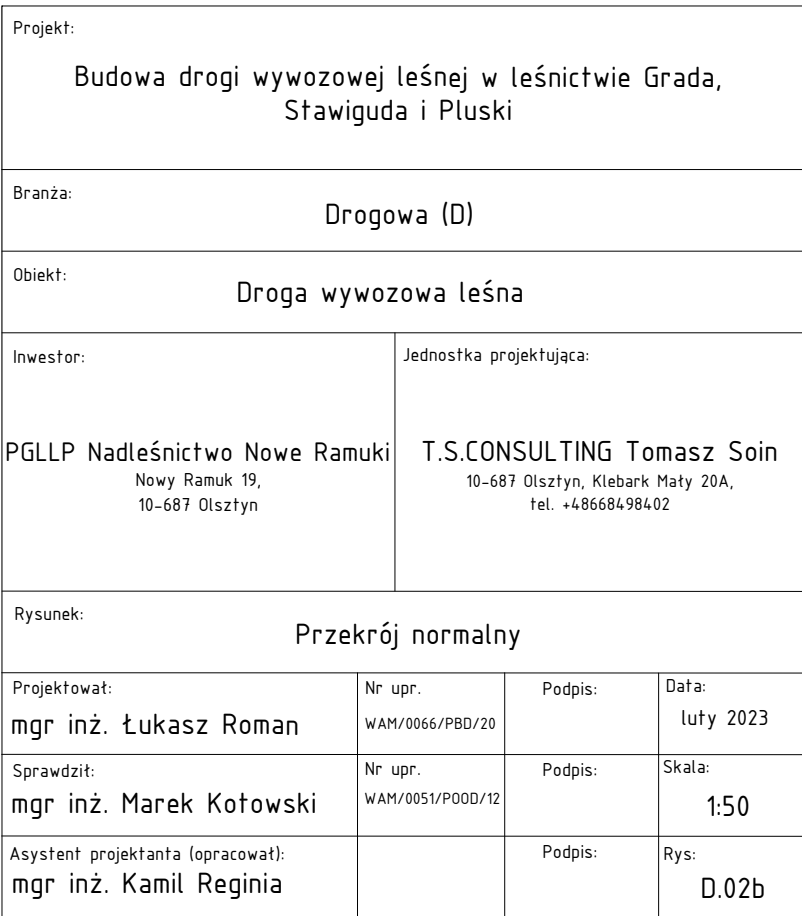 Projekt:
Budowa drogi wywozowej leśnej w leśnictwie Grada,
Stawiguda i Pluski
Branża:
Drogowa (D)
Obiekt:
Droga wywozowa leśna
Inwestor:
PGLLP Nadleśnictwo Nowe Ramuki
Nowy Ramuk 19,
10-687 Olsztyn
Jednostka projektująca:
T.S.CONSULTING Tomasz Soin
10-687 Olsztyn, Klebark Mały 20A,
tel. +48668498402
Rysunek:
Przekrój normalny
Projektował:
mgr inż. Łukasz Roman
Nr upr.
WAM/0066/PBD/20
Podpis:
Data:
luty 2023
Sprawdził:
mgr inż. Marek Kotowski
Nr upr.
WAM/0051/POOD/12
Podpis:
Skala:
1:50
Asystent projektanta (opracował):
mgr inż. Kamil Reginia
Podpis:
Rys:
D.02b